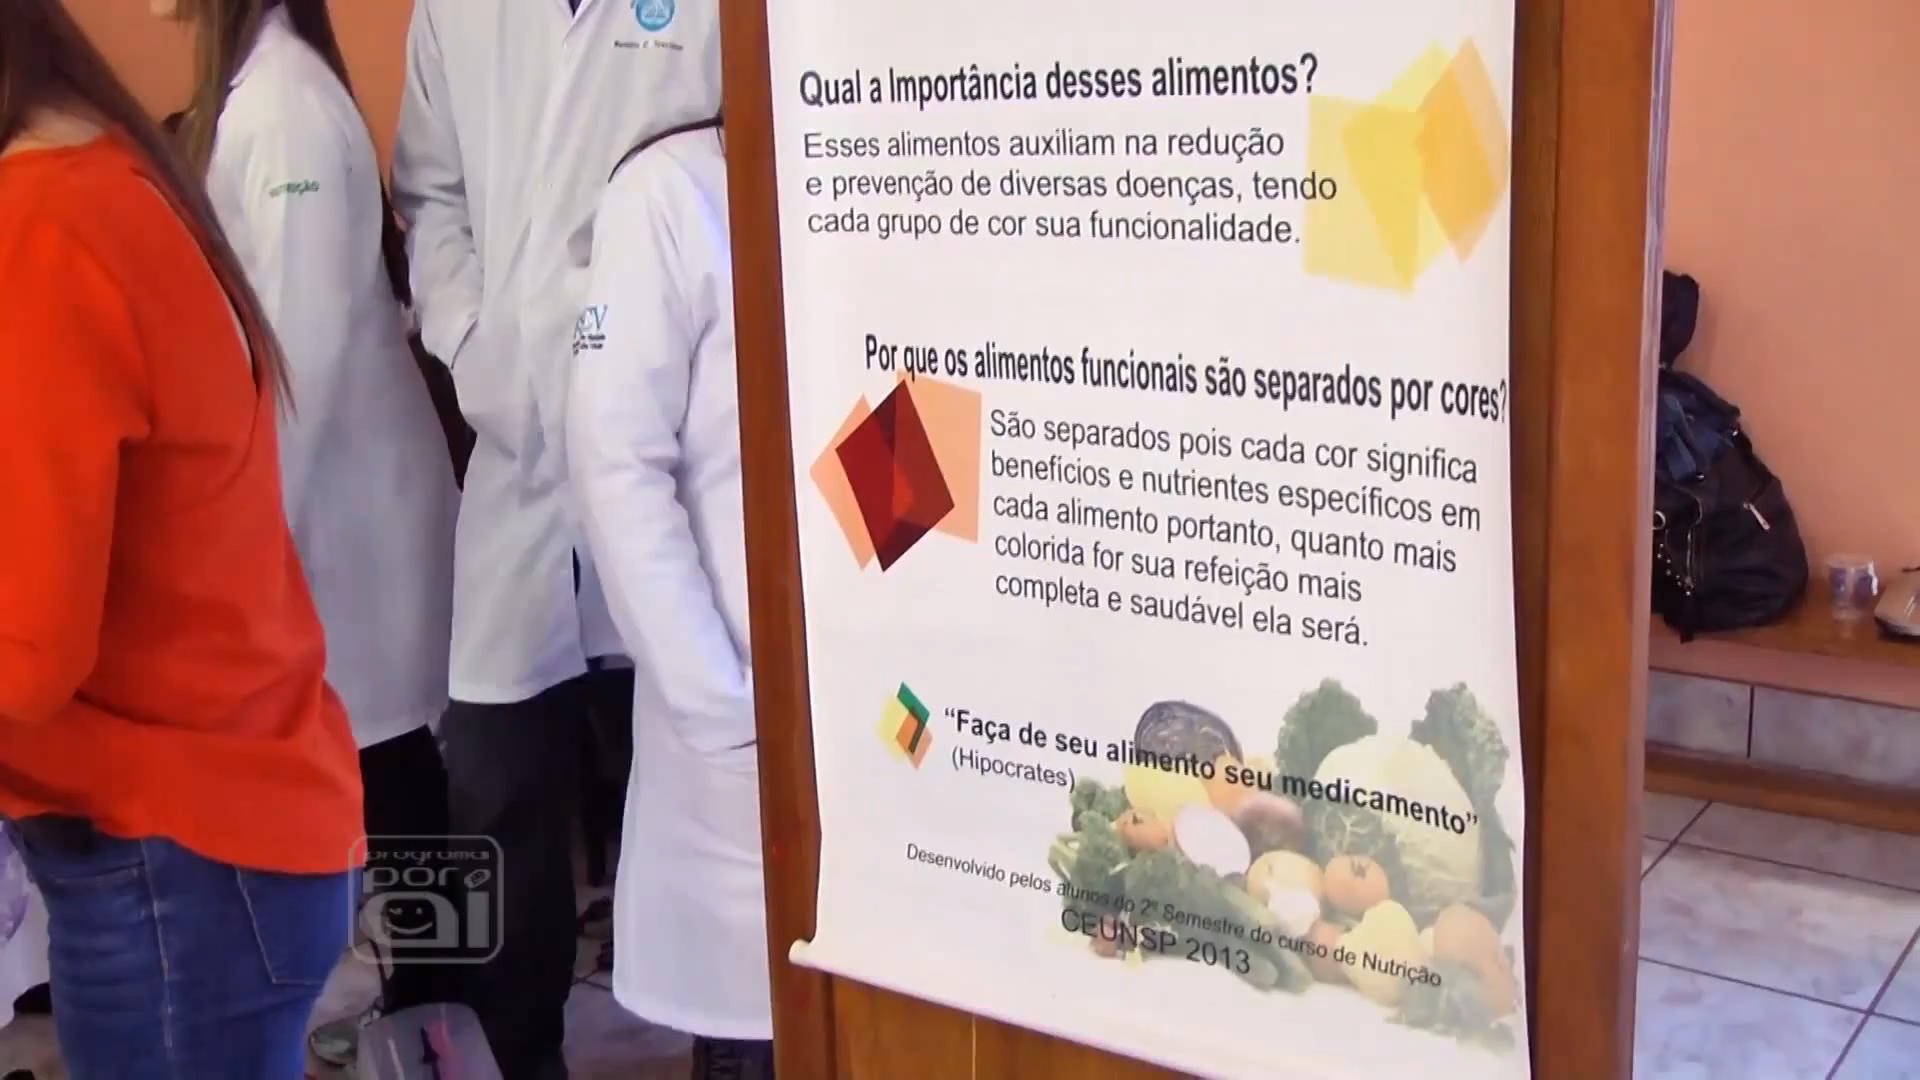 Qual a Importância desses alimentos?
Esses alimentos auxiliam na redução
e prevenção de diversas doenças, tendo
cada grupo de cor sua funcionalidade.
Por que os alimentos funcionais são separados por cores?
São separados pois cada cor significa
benefícios e nutrientes específicos em
cada alimento portanto, quanto mais
colorida for sua refeição mais
completa e saudável ela será.
“Faça de seu alimento seu medicamento”
(Hipocrates)
Desenvolvido pelos alunos do 2º Semestre do curso de Nutrição
CEUNSP 2013
programa
por
ai